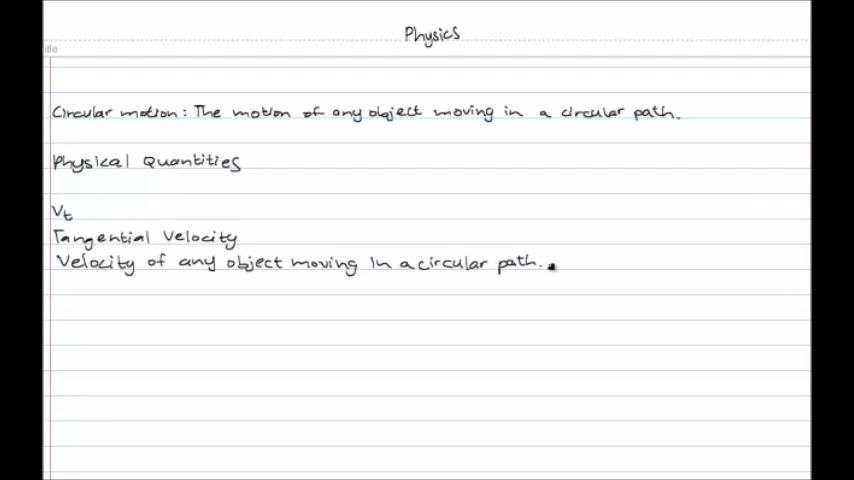 Physics
itle
Circular motion: The motion of any object moving in a circular path.
Physical Quantities
Vt
Tangential Velocity
Velocity of any object moving in a circular path.